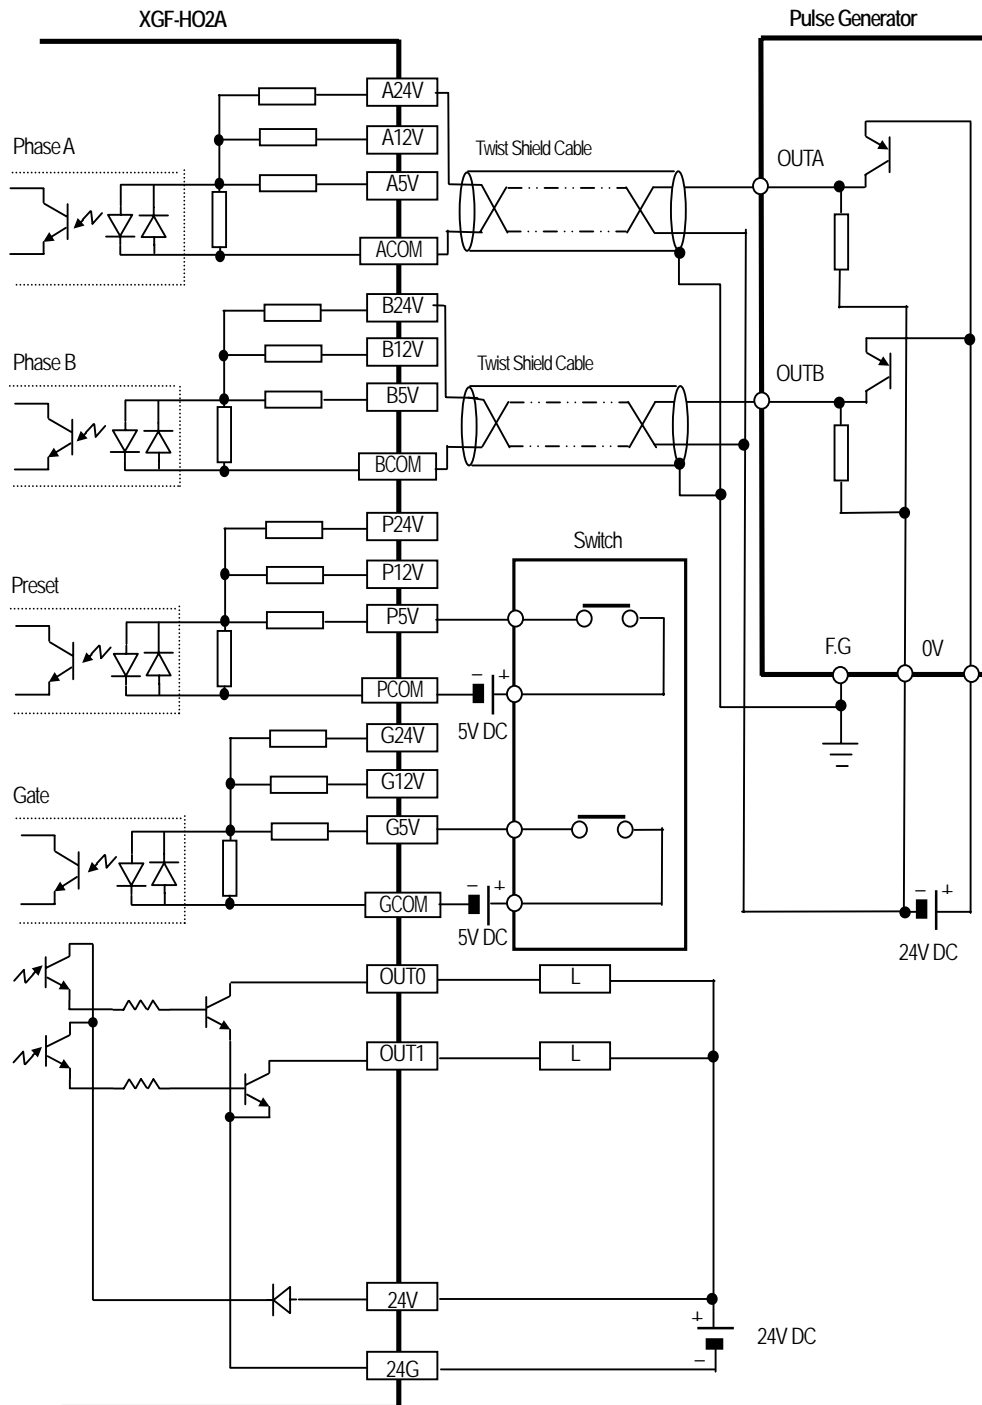 XGF-HO2A
Pulse Generator
A24V
A12V
Phase A
Twist Shield Cable
OUTA
A5V
ACOM
B24V
B12V
Phase B
Twist Shield Cable
OUTB
B5V
BCOM
P24V
Switch
P12V
Preset
P5V
F.G
0V
PCOM
- +
5V DC
G24V
G12V
Gate
G5V
GCOM
- +
5V DC
- +
24V DC
OUT0
L
OUT1
L
24V
+
24V DC
-
24G